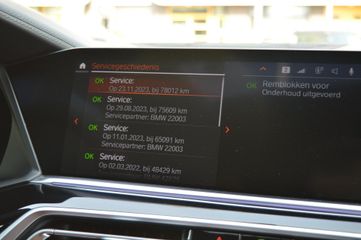 Servicegeschiedenis
OK Service:
Op 23.11.2023, bij 78012 km
OK Service:
Op 29.08.2023, bij 75609 km
Servicepartner: BMW 22003
OK Service:
Op 11.01.2023, bij 65091 km
Servicepartner: BMW 22003
OK Service:
Op 02.03.2022, bij 48429 km
2
OK Remblokken voor
Onderhoud uitgevoerd